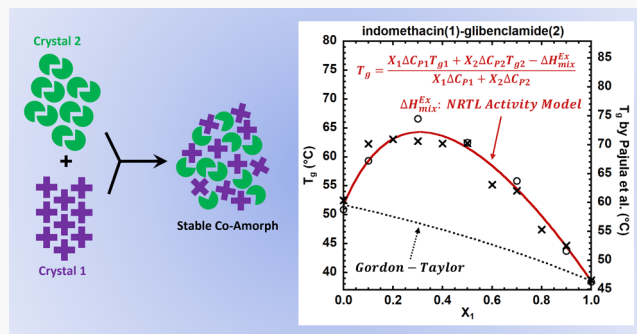 Crystal 2
+
Crystal 1
Stable Co-Amorph
indomethacin(1)-glibenclamide(2)
T_g = (X_1ΔC_P1T_g1 + X_2ΔC_P2T_g2 − ΔH_mix^Ex) / (X_1ΔC_P1 + X_2ΔC_P2)
ΔH_mix^Ex: NRTL Activity Model
Gordon−Taylor
T_g (°C)
80
75
70
65
60
55
50
45
40
T_g by Pajula et al. (°C)
85
80
75
70
65
60
55
50
45
0.0 0.2 0.4 0.6 0.8 1.0
X_1